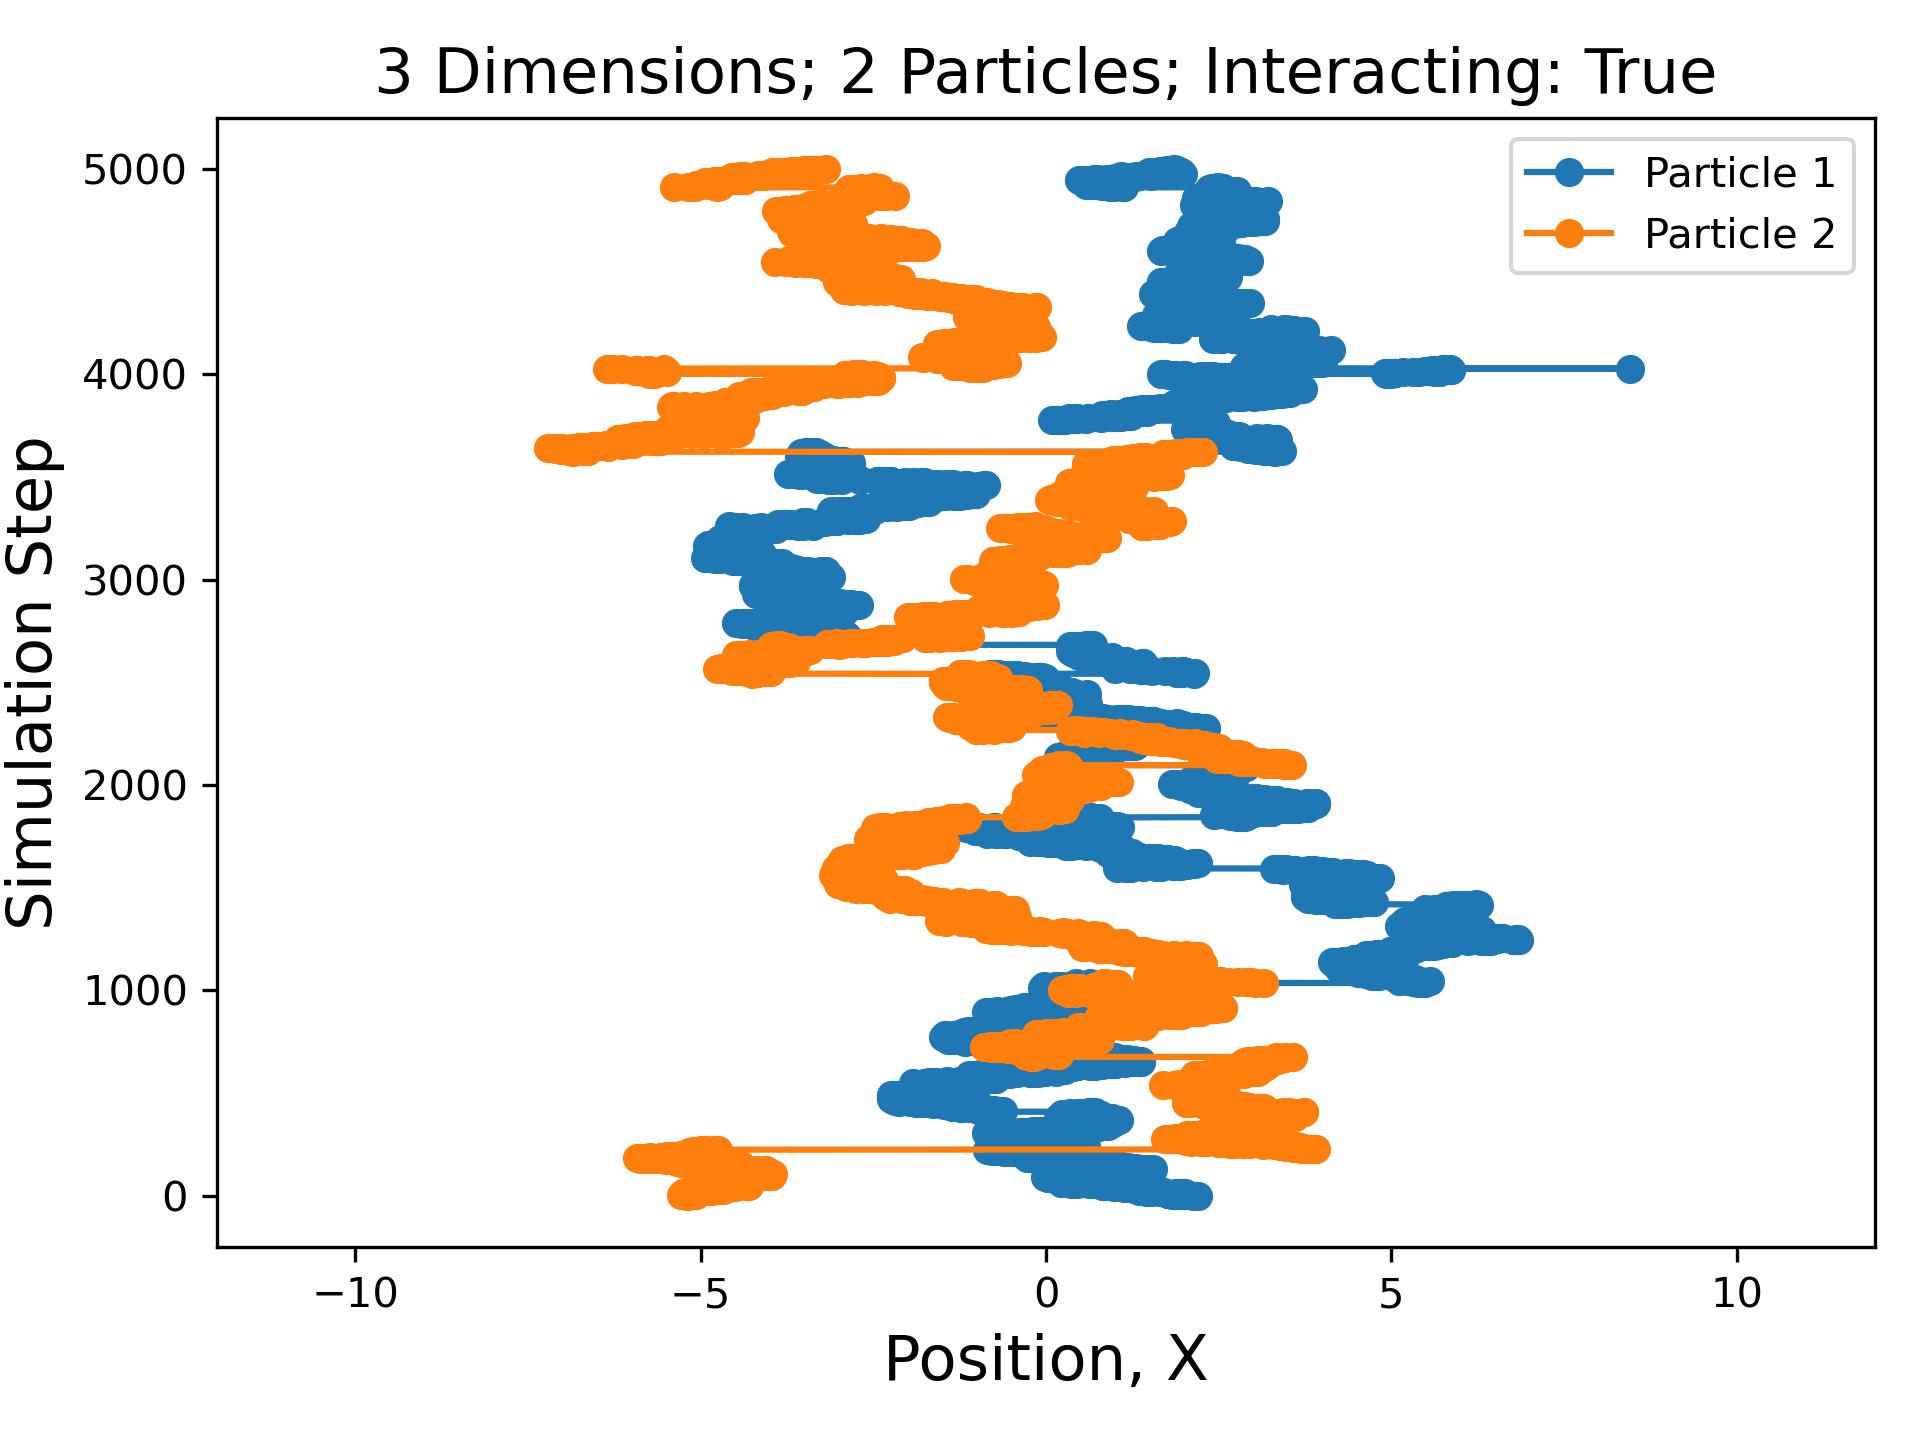 3 Dimensions; 2 Particles; Interacting: True
Particle 1
Particle 2
5000
4000
3000
2000
1000
0
Simulation Step
−10
−5
0
5
10
Position, X